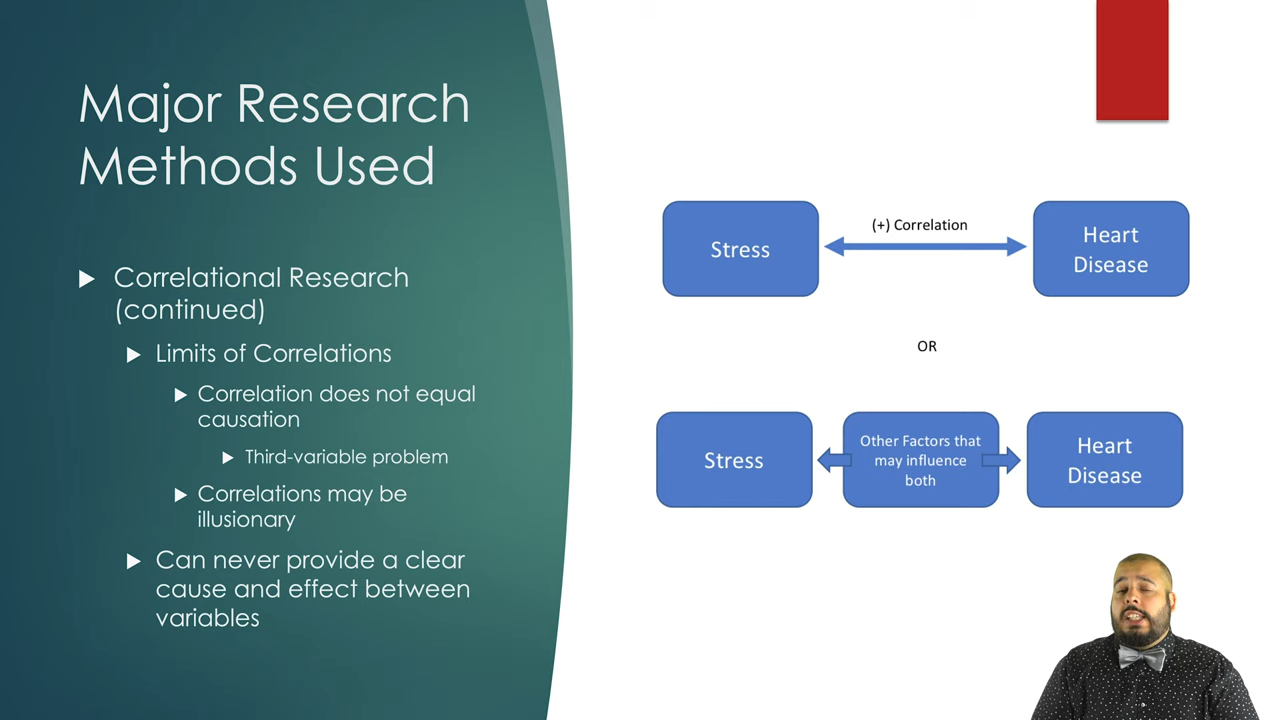 Major Research
Methods Used
Correlational Research
(continued)
Limits of Correlations
Correlation does not equal
causation
Third-variable problem
Correlations may be
illusionary
Can never provide a clear
cause and effect between
variables
(+) Correlation
Stress
Heart
Disease
OR
Stress
Other Factors that
may influence
both
Heart
Disease